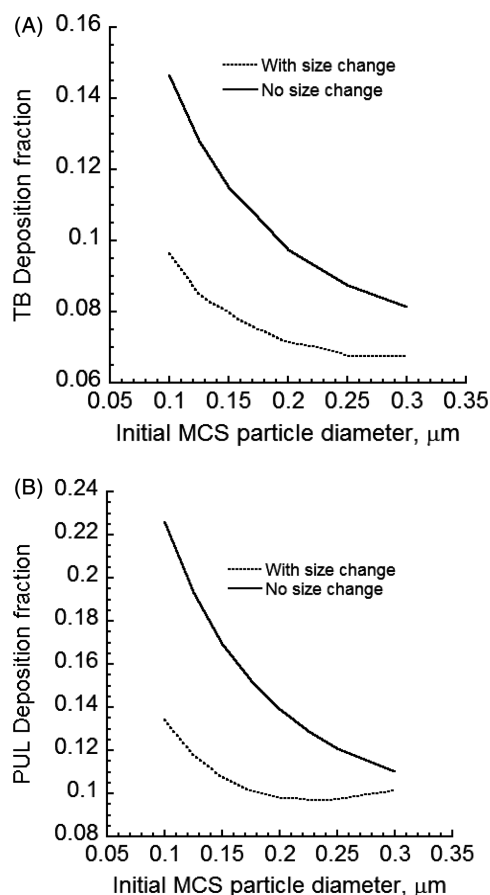 (A)
0.16
0.14
0.12
0.1
0.08
0.06
TB Deposition fraction
With size change
No size change
0.05 0.1 0.15 0.2 0.25 0.3 0.35
Initial MCS particle diameter, μm
(B)
0.24
0.22
0.2
0.18
0.16
0.14
0.12
0.1
0.08
PUL Deposition fraction
With size change
No size change
0.05 0.1 0.15 0.2 0.25 0.3 0.35
Initial MCS particle diameter, μm